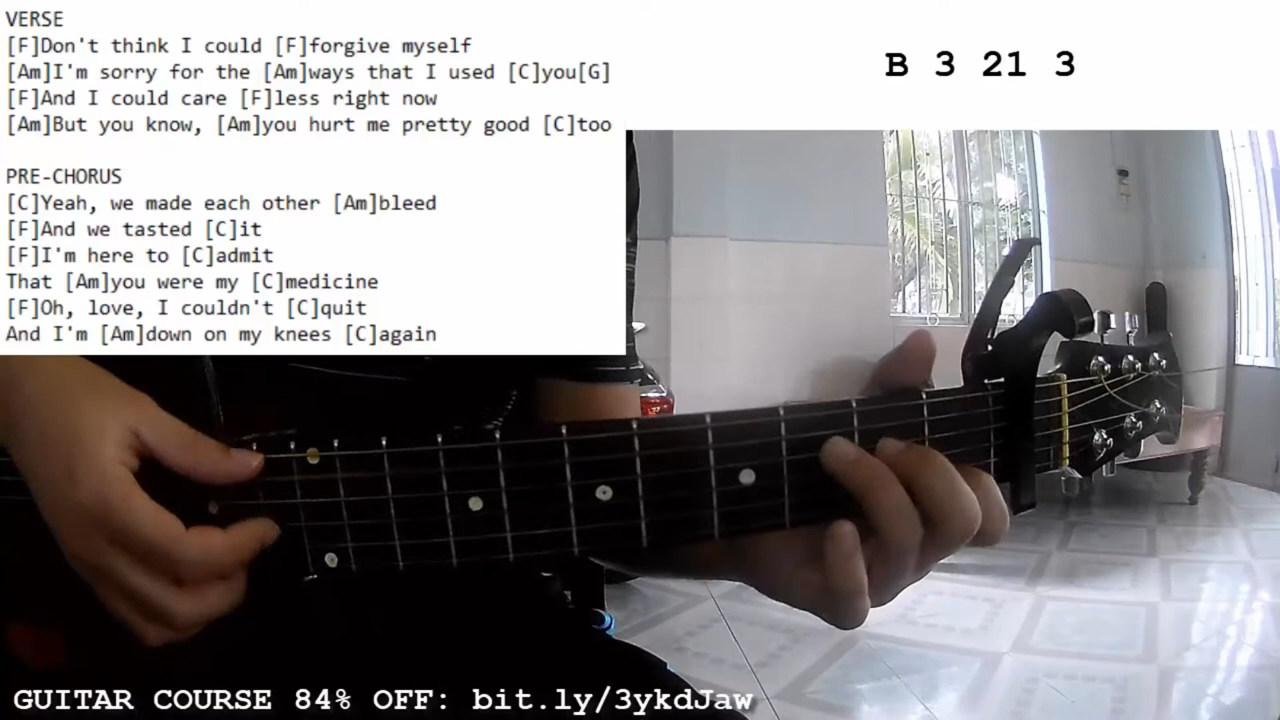 VERSE
[F]Don't think I could [F]forgive myself
[Am]I'm sorry for the [Am]ways that I used [C]you[G]
[F]And I could care [F]less right now
[Am]But you know, [Am]you hurt me pretty good [C]too
PRE-CHORUS
[C]Yeah, we made each other [Am]bleed
[F]And we tasted [C]it
[F]I'm here to [C]admit
That [Am]you were my [C]medicine
[F]Oh, love, I couldn't [C]quit
And I'm [Am]down on my knees [C]again
B 3 21 3
GUITAR COURSE 84% OFF: bit.ly/3ykdJaw